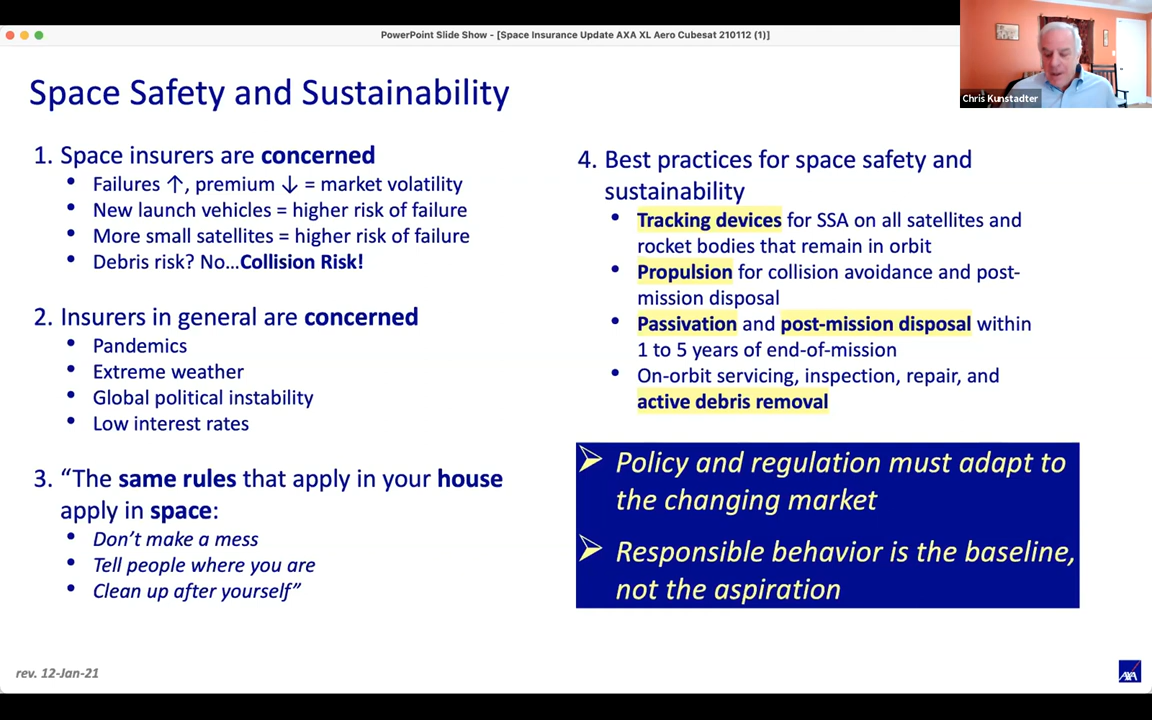 PowerPoint Slide Show - [Space Insurance Update AXA XL Aero Cubesat 210112 (1)]
Chris Kunstadter
Space Safety and Sustainability
1. Space insurers are concerned
• Failures ↑, premium ↓ = market volatility
• New launch vehicles = higher risk of failure
• More small satellites = higher risk of failure
• Debris risk? No...Collision Risk!
2. Insurers in general are concerned
• Pandemics
• Extreme weather
• Global political instability
• Low interest rates
3. “The same rules that apply in your house
apply in space:
• Don’t make a mess
• Tell people where you are
• Clean up after yourself”
4. Best practices for space safety and
sustainability
• Tracking devices for SSA on all satellites and
rocket bodies that remain in orbit
• Propulsion for collision avoidance and post-
mission disposal
• Passivation and post-mission disposal within
1 to 5 years of end-of-mission
• On-orbit servicing, inspection, repair, and
active debris removal
➢ Policy and regulation must adapt to
the changing market
➢ Responsible behavior is the baseline,
not the aspiration
rev. 12-Jan-21
AXA